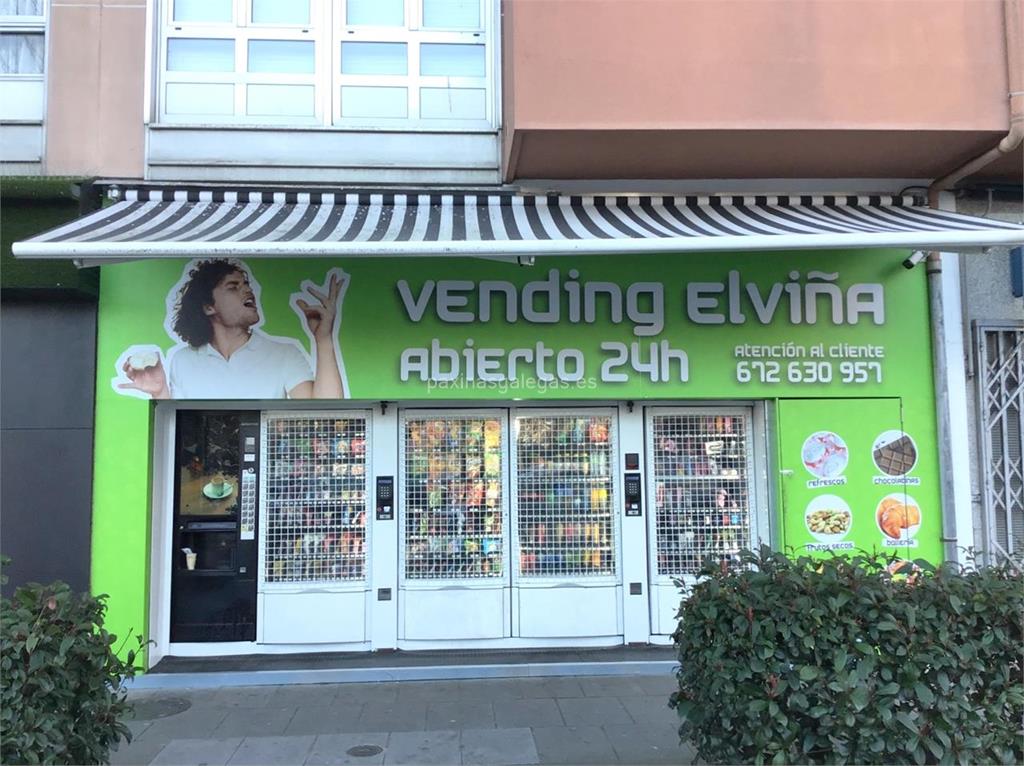 VENDING ELVIÑA
ABIERTO 24h
ATENCIÓN AL CLIENTE
672 630 957
PAXINASGALEGAS.ES
REFRESCOS
CHOCOLATINAS
FRUTOS SECOS
BOLLERÍA